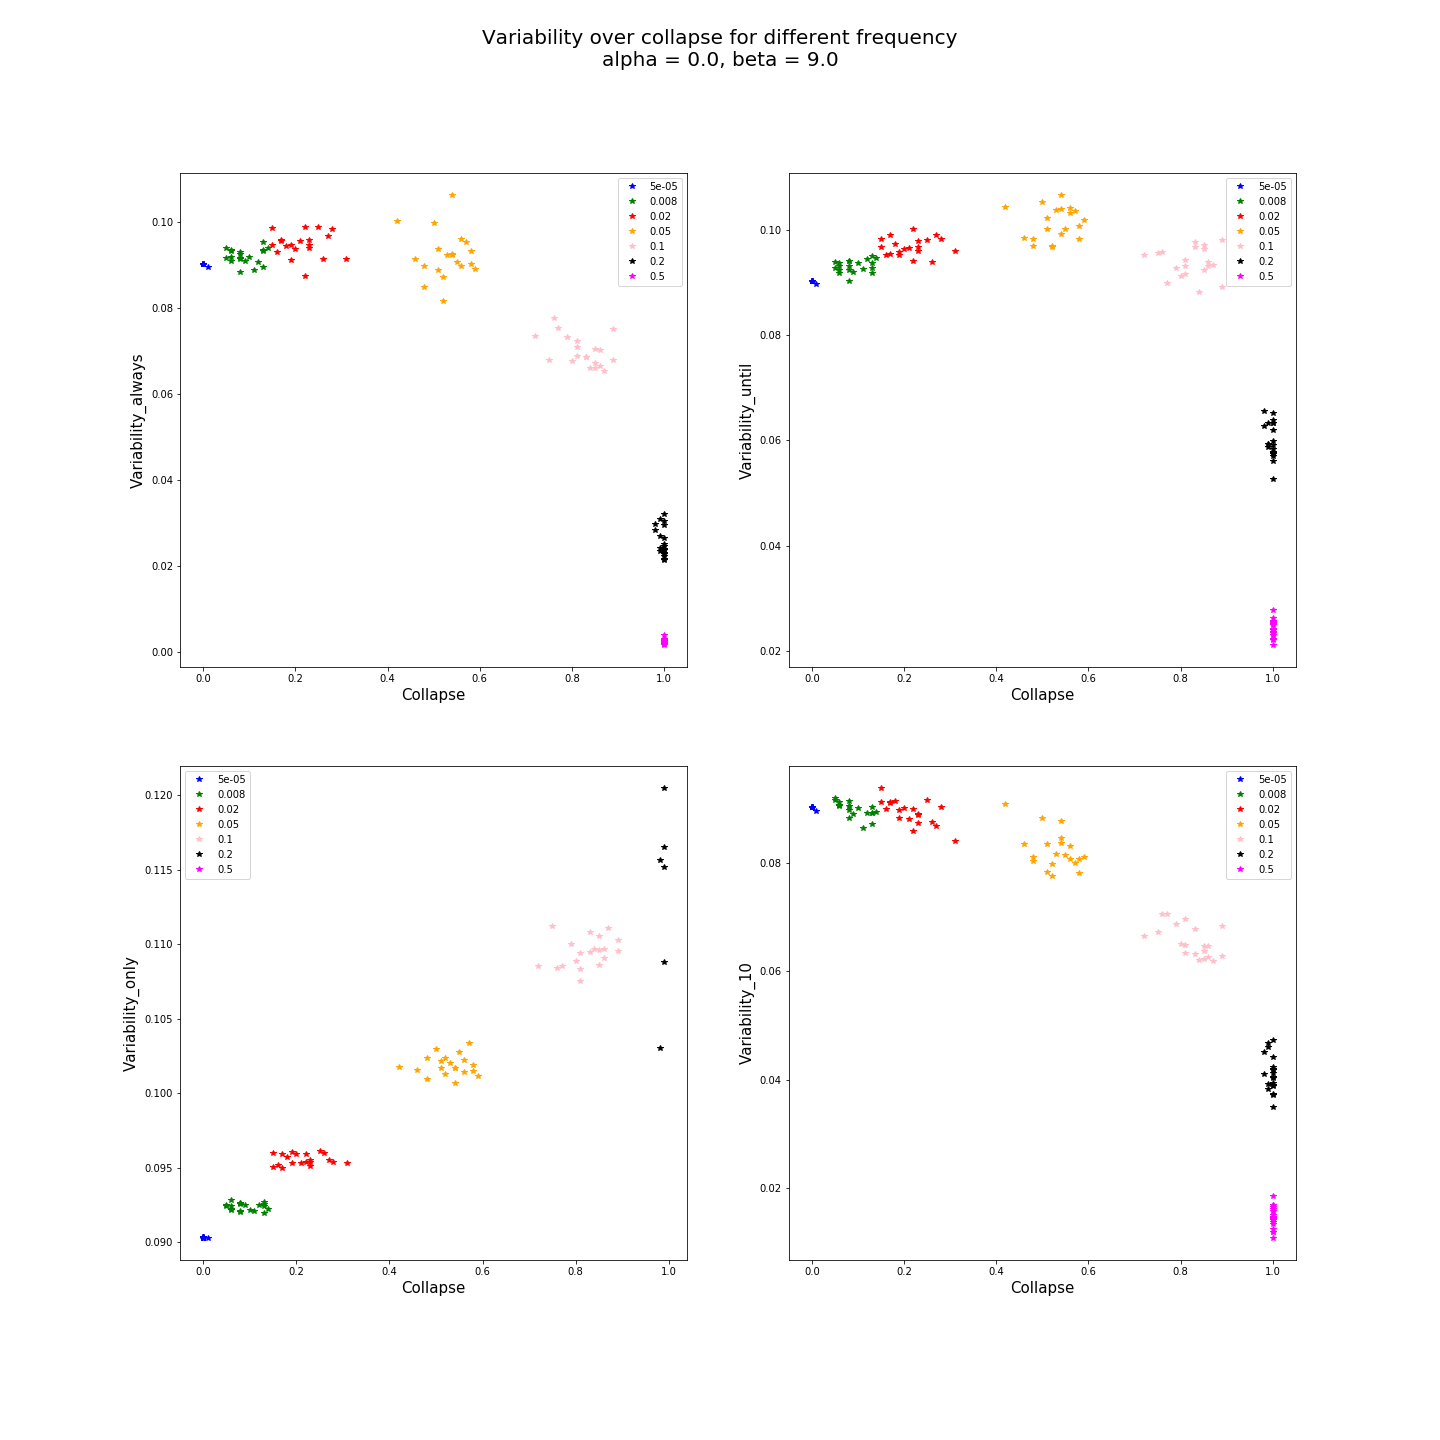 Variability over collapse for different frequency
alpha = 0.0, beta = 9.0
Variability_always
0.10
0.08
0.06
0.04
0.02
0.00
0.0 0.2 0.4 0.6 0.8 1.0
Collapse
5e-05
0.008
0.02
0.05
0.1
0.2
0.5
Variability_until
0.10
0.08
0.06
0.04
0.02
0.0 0.2 0.4 0.6 0.8 1.0
Collapse
5e-05
0.008
0.02
0.05
0.1
0.2
0.5
Variability_only
0.120
0.115
0.110
0.105
0.100
0.095
0.090
0.0 0.2 0.4 0.6 0.8 1.0
Collapse
5e-05
0.008
0.02
0.05
0.1
0.2
0.5
Variability_10
0.08
0.06
0.04
0.02
0.0 0.2 0.4 0.6 0.8 1.0
Collapse
5e-05
0.008
0.02
0.05
0.1
0.2
0.5